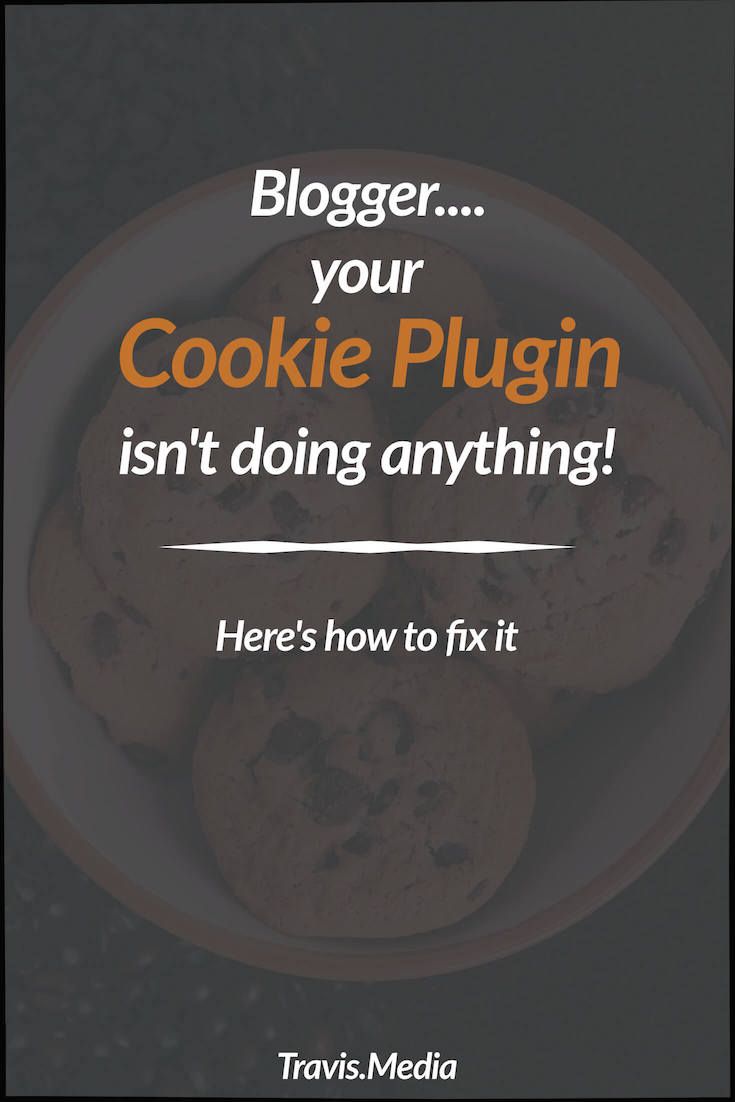 Blogger....
your
Cookie Plugin
isn't doing anything!
Here's how to fix it
Travis.Media